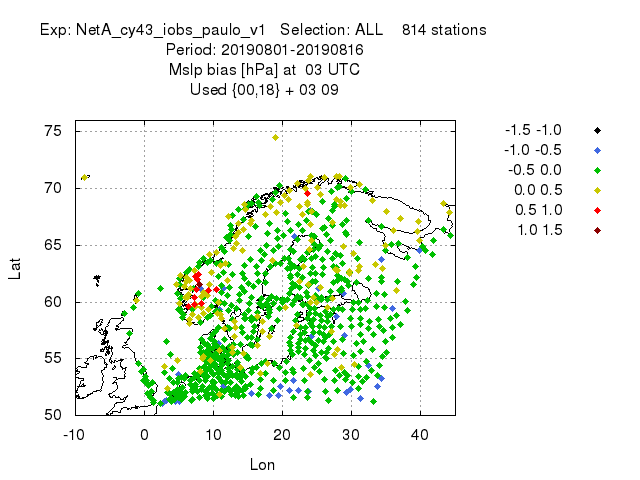 Exp: NetA_cy43_iobs_paulo_v1 Selection: ALL 814 stations
Period: 20190801-20190816
Mslp bias [hPa] at 03 UTC
Used {00,18} + 03 09
75
70
65
60
55
50
Lat
-10 0 10 20 30 40
Lon
-1.5 -1.0
-1.0 -0.5
-0.5 0.0
0.0 0.5
0.5 1.0
1.0 1.5